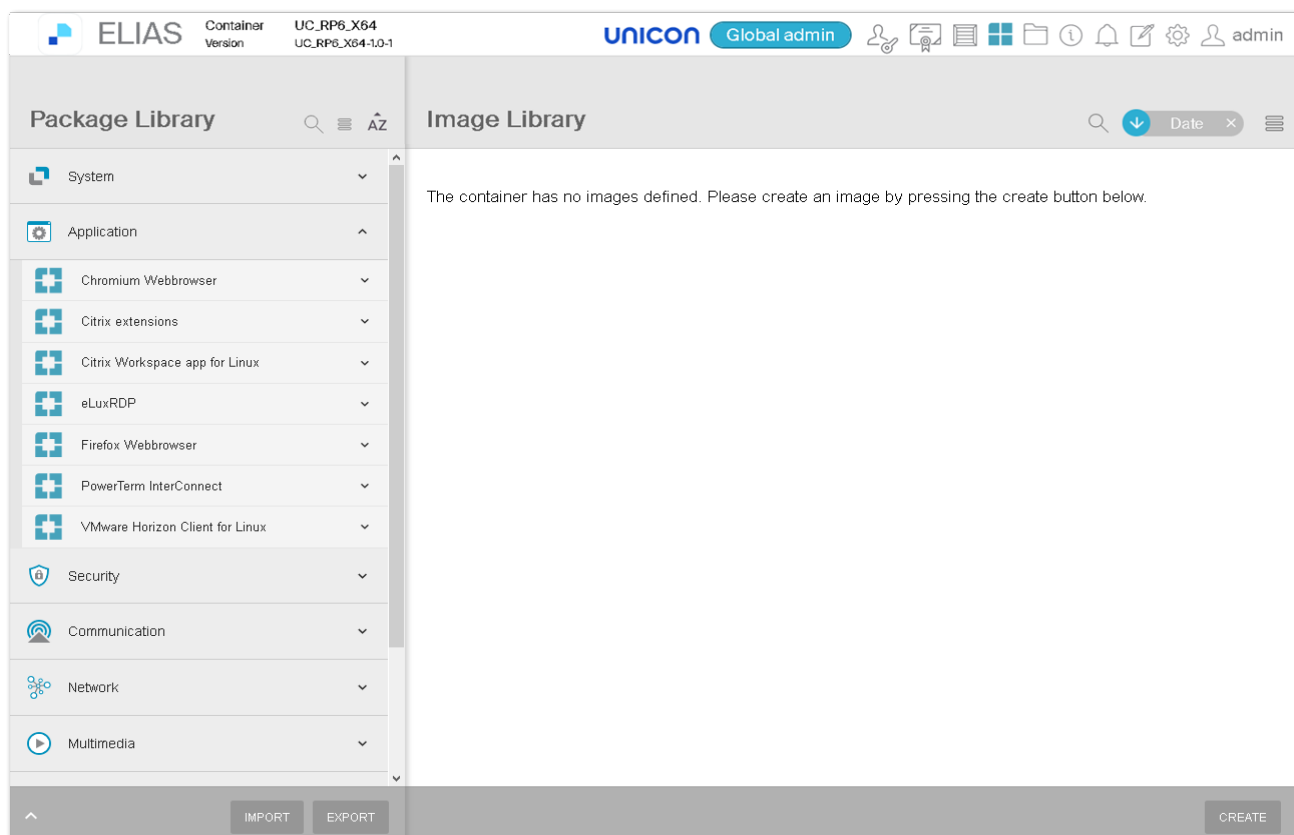 ELIAS
Container UC_RP6_X64
Version UC_RP6_X64-1.0-1
UNICON Global admin admin
Package Library
AZ
Image Library
Date
System
The container has no images defined. Please create an image by pressing the create button below.
Application
Chromium Webbrowser
Citrix extensions
Citrix Workspace app for Linux
eLuxRDP
Firefox Webbrowser
PowerTerm InterConnect
VMware Horizon Client for Linux
Security
Communication
Network
Multimedia
IMPORT EXPORT
CREATE